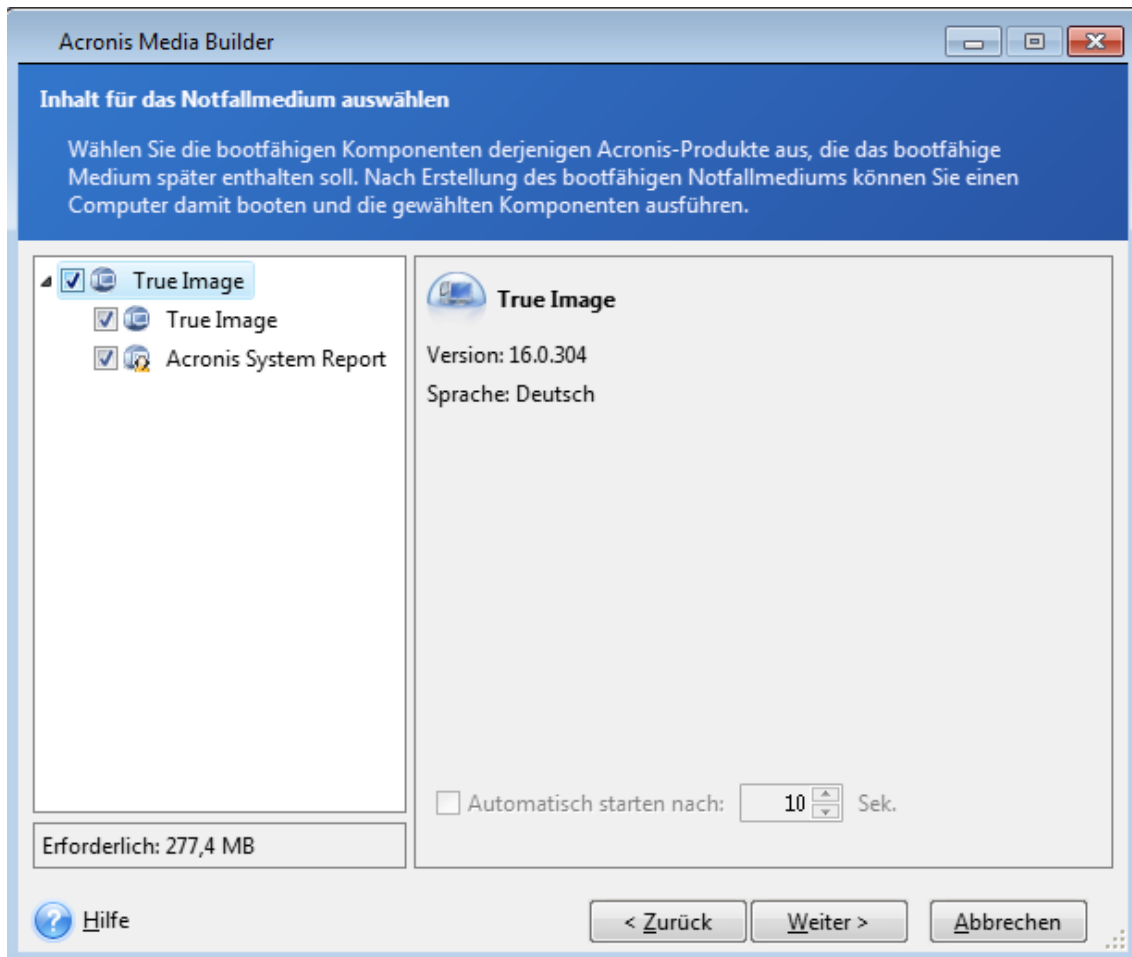 Acronis Media Builder
Inhalt für das Notfallmedium auswählen
Wählen Sie die bootfähigen Komponenten derjenigen Acronis-Produkte aus, die das bootfähige
Medium später enthalten soll. Nach Erstellung des bootfähigen Notfallmediums können Sie einen
Computer damit booten und die gewählten Komponenten ausführen.
True Image
True Image
Acronis System Report
Erforderlich: 277,4 MB
True Image
Version: 16.0.304
Sprache: Deutsch
Automatisch starten nach: 10 Sek.
Hilfe
< Zurück
Weiter >
Abbrechen